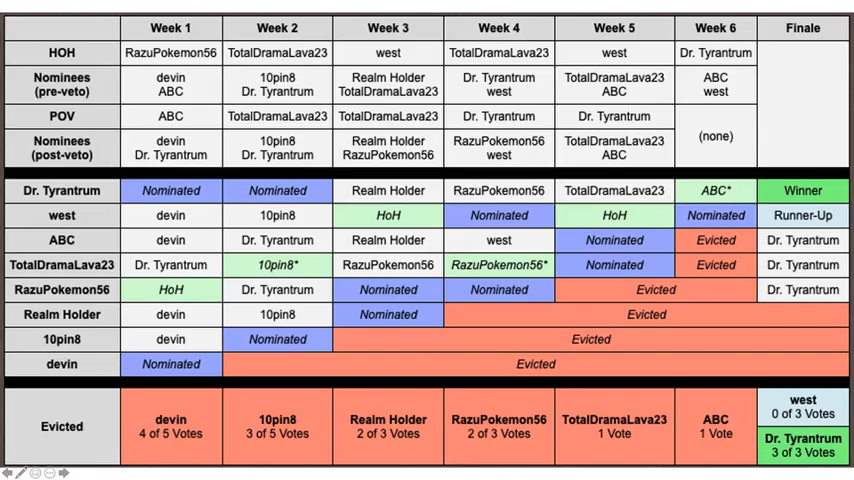 Week 1 Week 2 Week 3 Week 4 Week 5 Week 6 Finale
HOH RazuPokemon56 TotalDramaLava23 west TotalDramaLava23 west Dr. Tyrantrum
Nominees devin 10pin8 Realm Holder Dr. Tyrantrum TotalDramaLava23 ABC
(pre-veto) ABC Dr. Tyrantrum TotalDramaLava23 west ABC west
POV ABC TotalDramaLava23 TotalDramaLava23 Dr. Tyrantrum Dr. Tyrantrum (none)
Nominees devin 10pin8 Realm Holder RazuPokemon56 TotalDramaLava23
(post-veto) Dr. Tyrantrum Dr. Tyrantrum RazuPokemon56 west ABC
Dr. Tyrantrum Nominated Nominated Realm Holder RazuPokemon56 TotalDramaLava23 ABC* Winner
west devin 10pin8 HoH Nominated HoH Nominated Runner-Up
ABC devin Dr. Tyrantrum Realm Holder west Nominated Evicted Dr. Tyrantrum
TotalDramaLava23 Dr. Tyrantrum 10pin8* RazuPokemon56 RazuPokemon56* Nominated Evicted Dr. Tyrantrum
RazuPokemon56 HoH Dr. Tyrantrum Nominated Nominated Evicted Dr. Tyrantrum
Realm Holder devin 10pin8 Nominated Evicted
10pin8 devin Nominated Evicted
devin Nominated Evicted
Evicted devin 10pin8 Realm Holder RazuPokemon56 TotalDramaLava23 ABC west
4 of 5 Votes 3 of 5 Votes 2 of 3 Votes 2 of 3 Votes 1 Vote 1 Vote 0 of 3 Votes
Dr. Tyrantrum
3 of 3 Votes